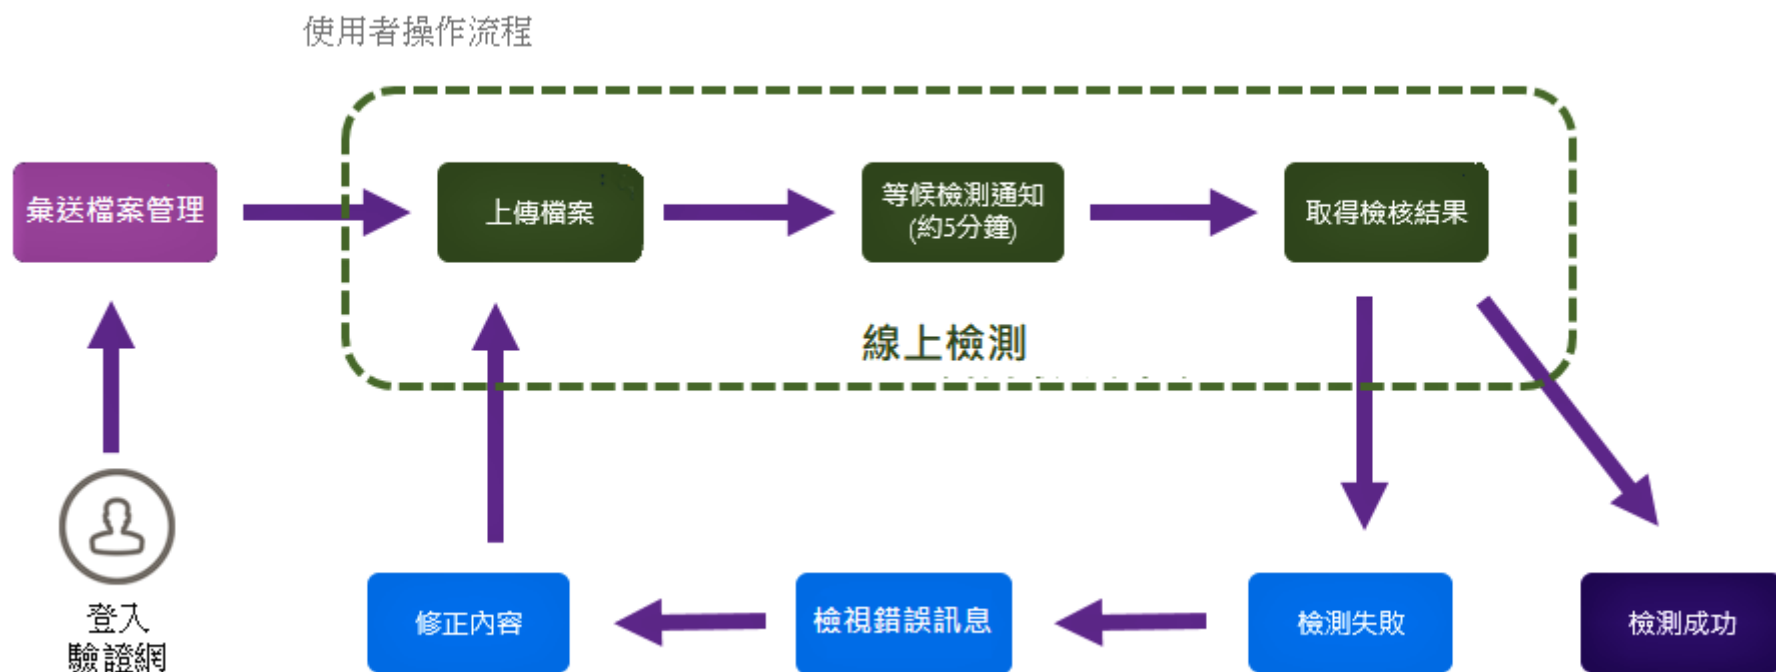 使用者操作流程
彙送檔案管理
上傳檔案
等候檢測通知
(約5分鐘)
取得檢核結果
線上檢測
登入
驗證網
修正內容
檢視錯誤訊息
檢測失敗
檢測成功